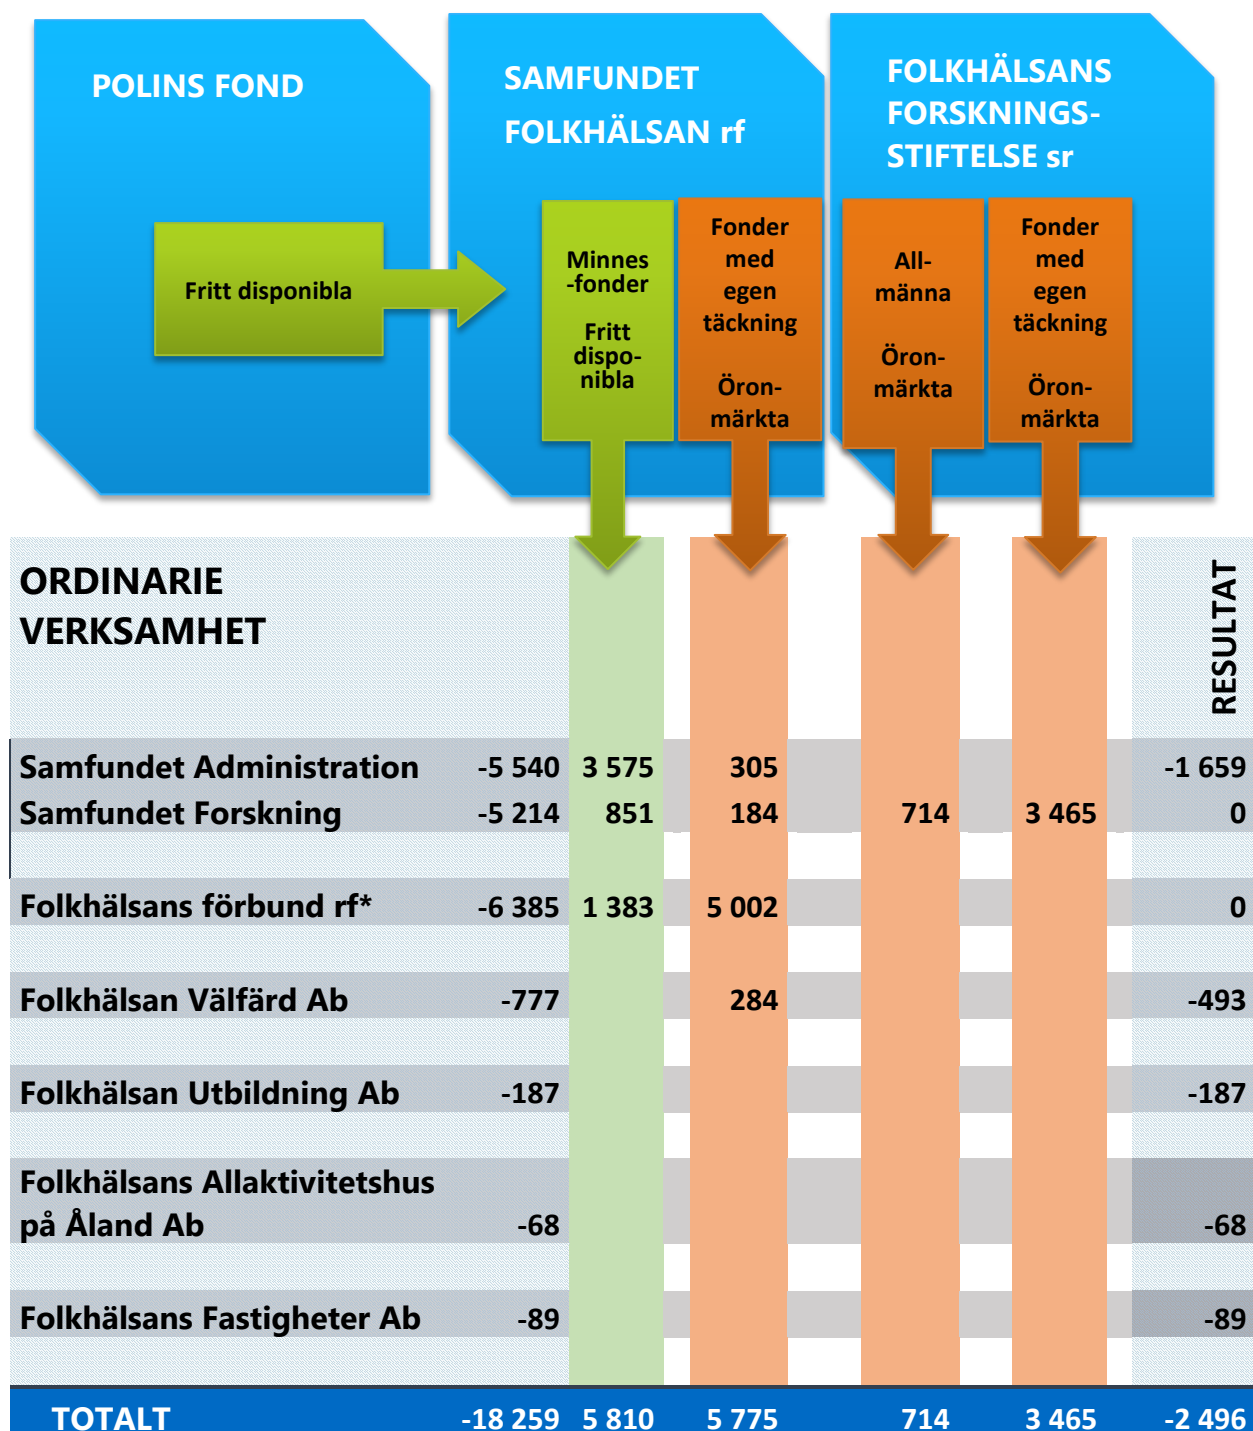 POLINS FOND
SAMFUNDET
FOLKHÄLSAN rf
FOLKHÄLSANS
FORSKNINGS-
STIFTELSE sr
Fritt disponibla
Minnes
-fonder
Fritt
dispo-
nibla
Fonder
med
egen
täckning
Öron-
märkta
All-
männa
Öron-
märkta
Fonder
med
egen
täckning
Öron-
märkta
ORDINARIE
VERKSAMHET
RESULTAT
Samfundet Administration -5 540 3 575 305 -1 659
Samfundet Forskning -5 214 851 184 714 3 465 0
Folkhälsans förbund rf* -6 385 1 383 5 002 0
Folkhälsan Välfärd Ab -777 284 -493
Folkhälsan Utbildning Ab -187 -187
Folkhälsans Allaktivitetshus
på Åland Ab -68 -68
Folkhälsans Fastigheter Ab -89 -89
TOTALT -18 259 5 810 5 775 714 3 465 -2 496